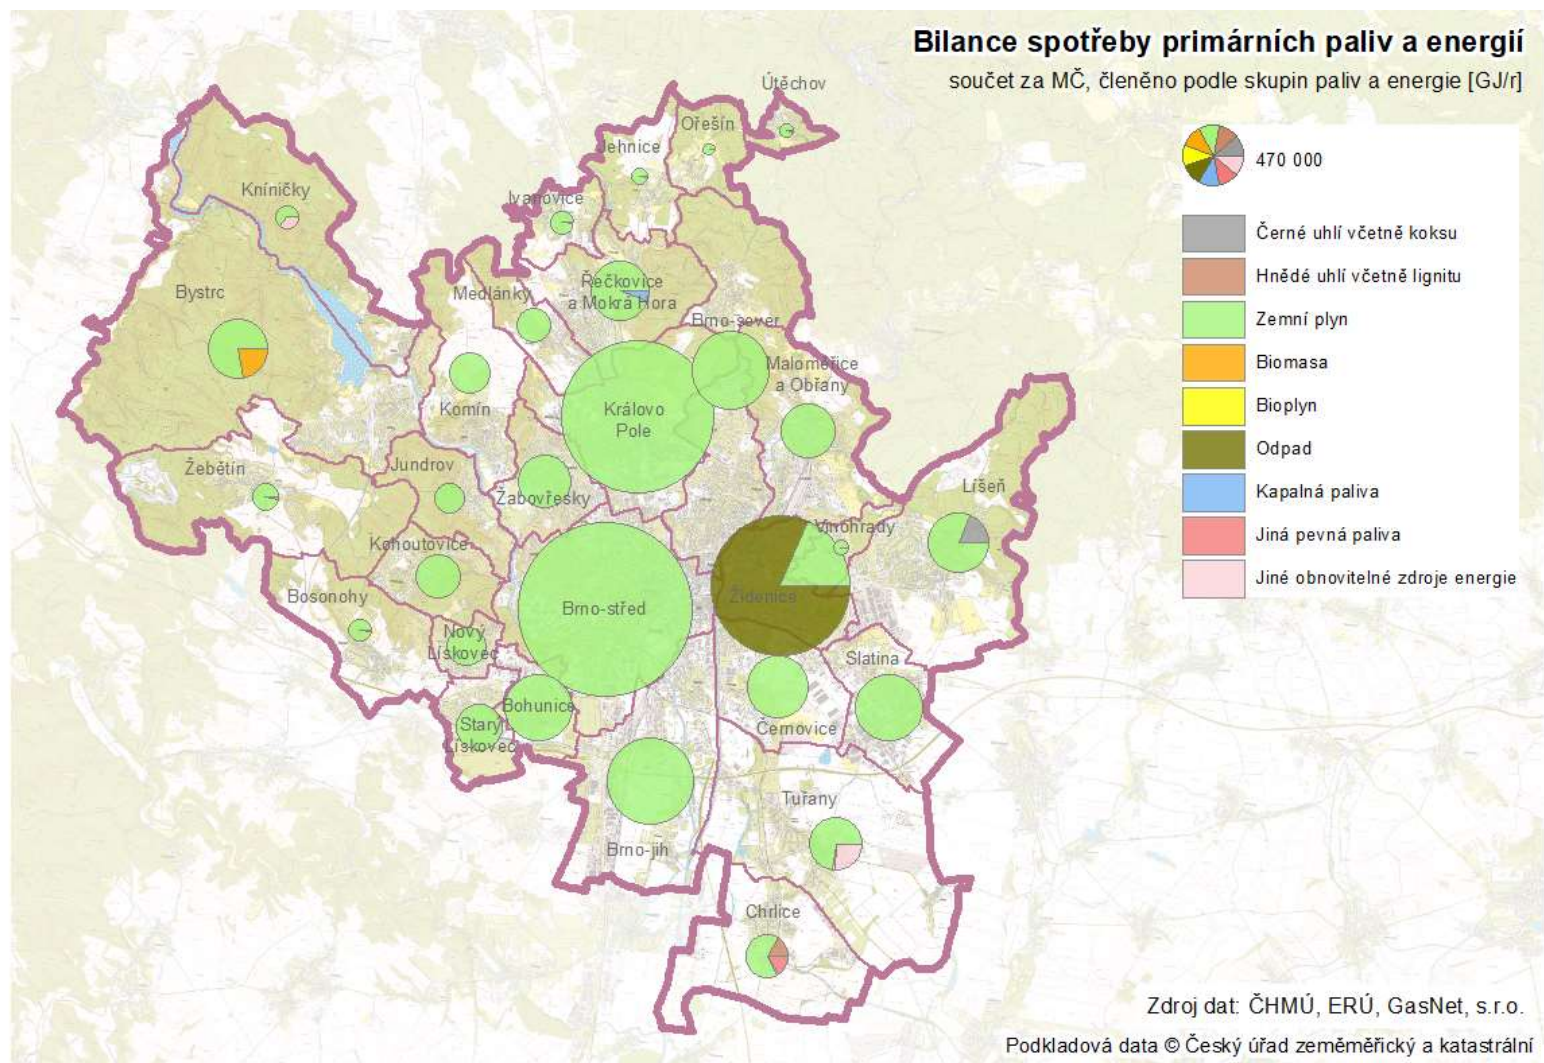 Bilance spotřeby primárních paliv a energií
součet za MČ, členěno podle skupin paliv a energie [GJ/r]
470 000
Černé uhlí včetně koksu
Hnědé uhlí včetně lignitu
Zemní plyn
Biomasa
Bioplyn
Odpad
Kapalná paliva
Jiná pevná paliva
Jiné obnovitelné zdroje energie
Útěchov
Ořešín
Jehnice
Kníničky
Ivanovice
Řečkovice
a Mokrá Hora
Bystrc
Medlánky
Brno-sever
Maloměřice
a Obřany
Komín
Královo
Pole
Žebětín
Jundrov
Žabovřesky
Líšeň
Vinohrady
Kohoutovice
Bosonohy
Brno-střed
Židenice
Nový
Lískovec
Slatina
Bohunice
Starý
Lískovec
Černovice
Tuřany
Brno-jih
Chrlice
Zdroj dat: ČHMÚ, ERÚ, GasNet, s.r.o.
Podkladová data © Český úřad zeměměřický a katastrální